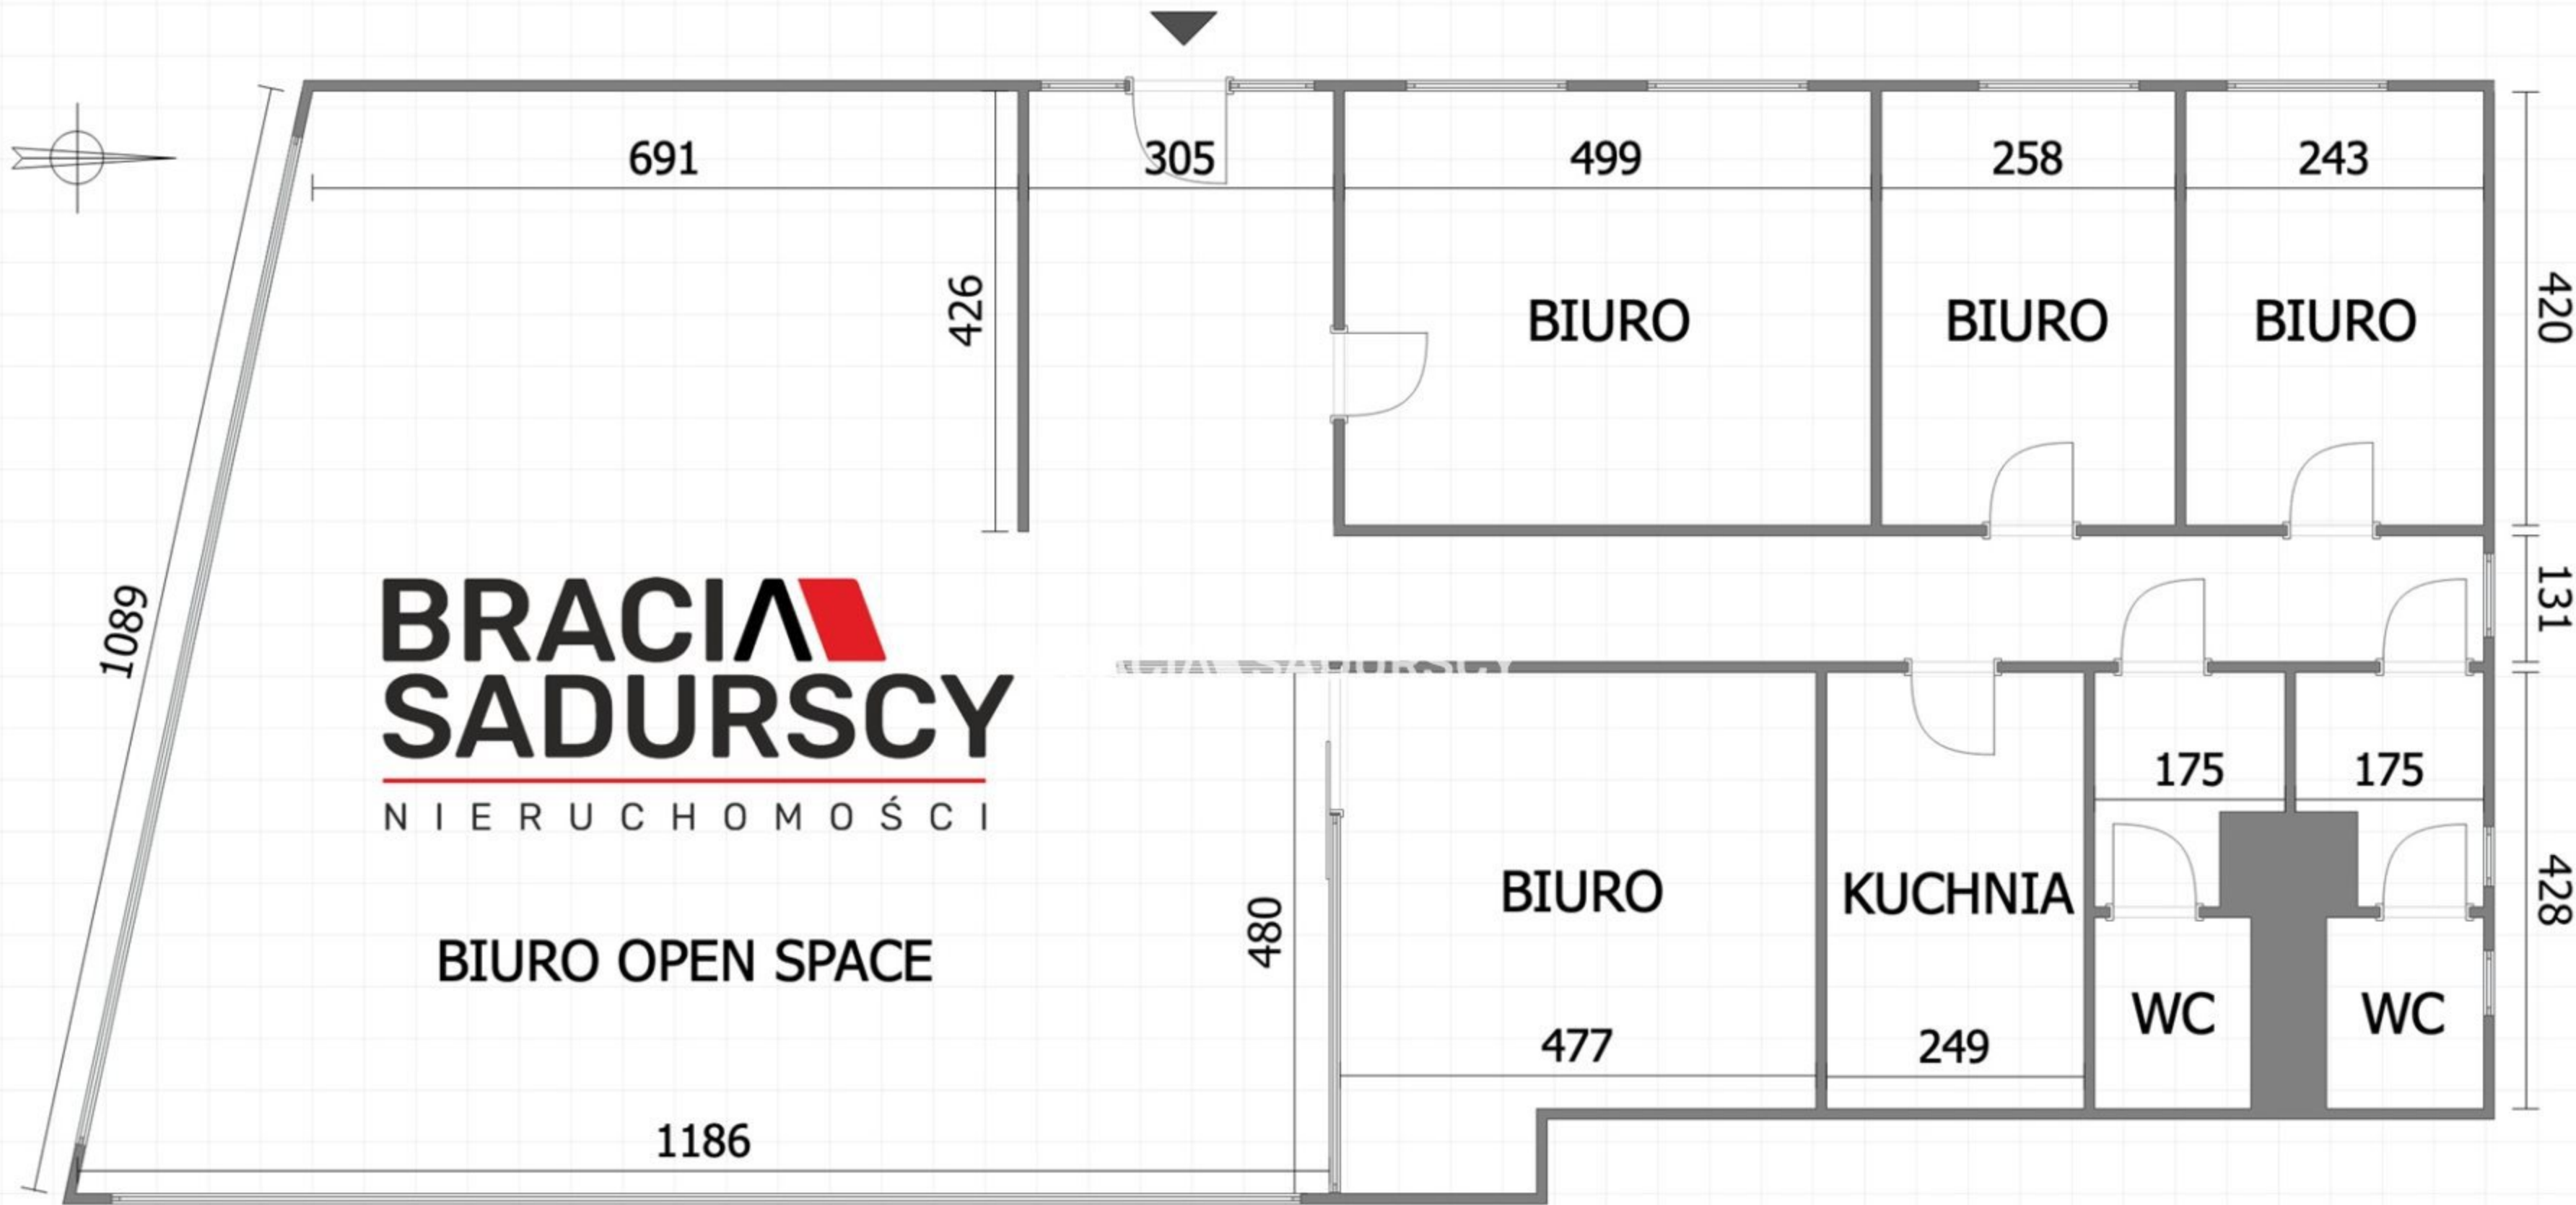 691
305
499
258
243
426
420
BIURO
BIURO
BIURO
1089
131
BRACIA
SADURSCY
NIERUCHOMOŚCI
SADURSCY
175
175
480
BIURO
KUCHNIA
428
BIURO OPEN SPACE
WC
WC
477
249
1186